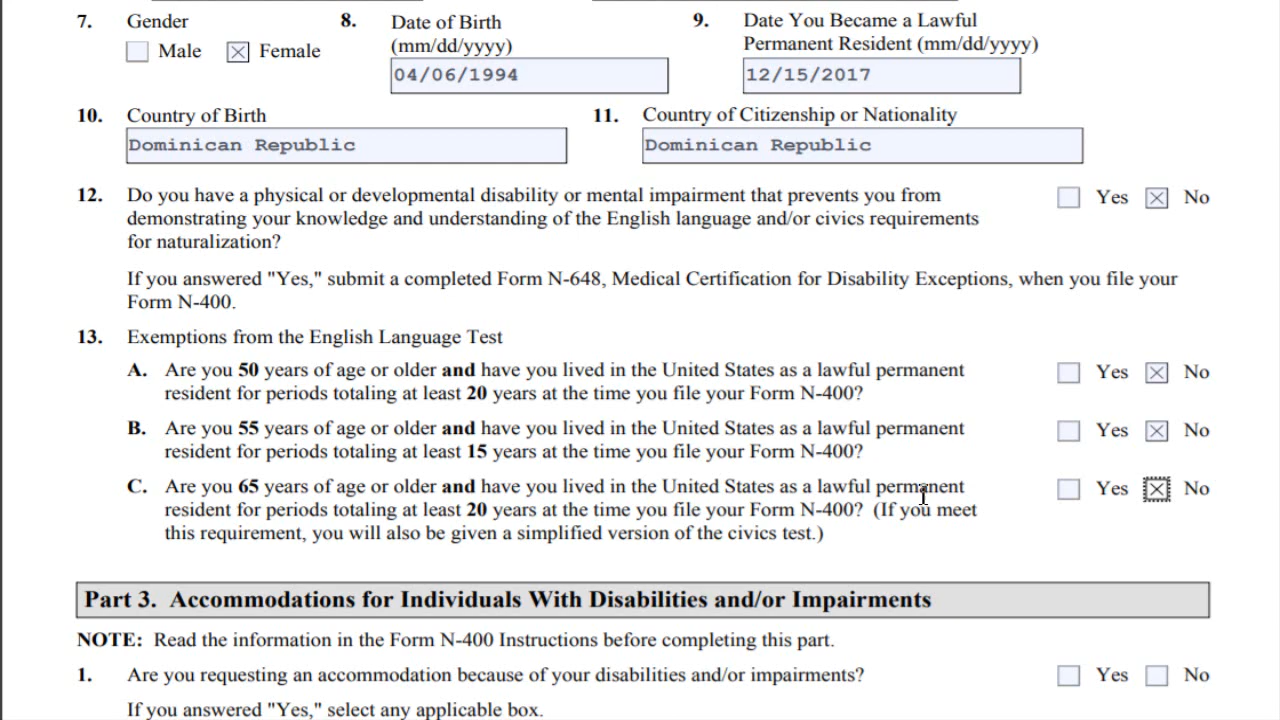 7. Gender 8. Date of Birth 9. Date You Became a Lawful
(mm/dd/yyyy) Permanent Resident (mm/dd/yyyy)
Male Female
04/06/1994 12/15/2017
10. Country of Birth 11. Country of Citizenship or Nationality
Dominican Republic Dominican Republic
12. Do you have a physical or developmental disability or mental impairment that prevents you from Yes No
demonstrating your knowledge and understanding of the English language and/or civics requirements
for naturalization?
If you answered "Yes," submit a completed Form N-648, Medical Certification for Disability Exceptions, when you file your
Form N-400.
13. Exemptions from the English Language Test
A. Are you 50 years of age or older and have you lived in the United States as a lawful permanent Yes No
resident for periods totaling at least 20 years at the time you file your Form N-400?
B. Are you 55 years of age or older and have you lived in the United States as a lawful permanent Yes No
resident for periods totaling at least 15 years at the time you file your Form N-400?
C. Are you 65 years of age or older and have you lived in the United States as a lawful permanent Yes No
resident for periods totaling at least 20 years at the time you file your Form N-400? (If you meet
this requirement, you will also be given a simplified version of the civics test.)
Part 3. Accommodations for Individuals With Disabilities and/or Impairments
NOTE: Read the information in the Form N-400 Instructions before completing this part.
1. Are you requesting an accommodation because of your disabilities and/or impairments? Yes No
If you answered "Yes," select any applicable box.